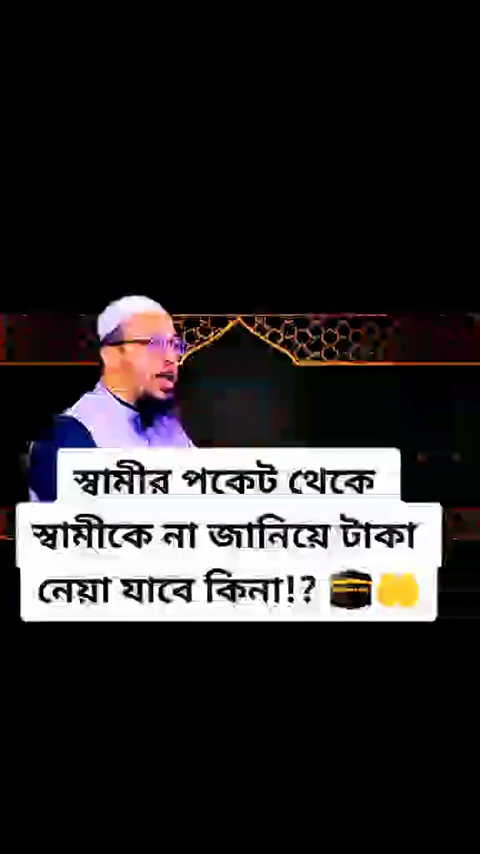 স্বামীর পকেট থেকে
স্বামীকে না জানিয়ে টাকা
নেয়া যাবে কিনা!? 🕋🤲